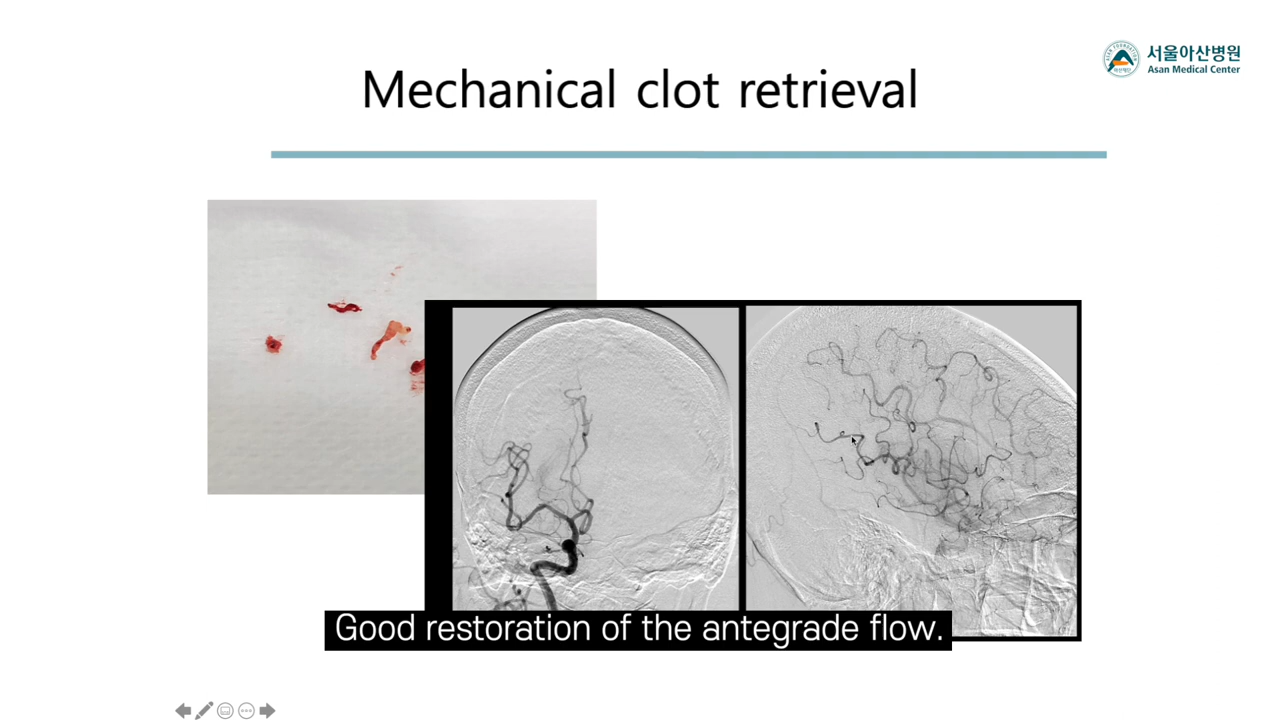 Mechanical clot retrieval
서울아산병원
Asan Medical Center
Good restoration of the antegrade flow.